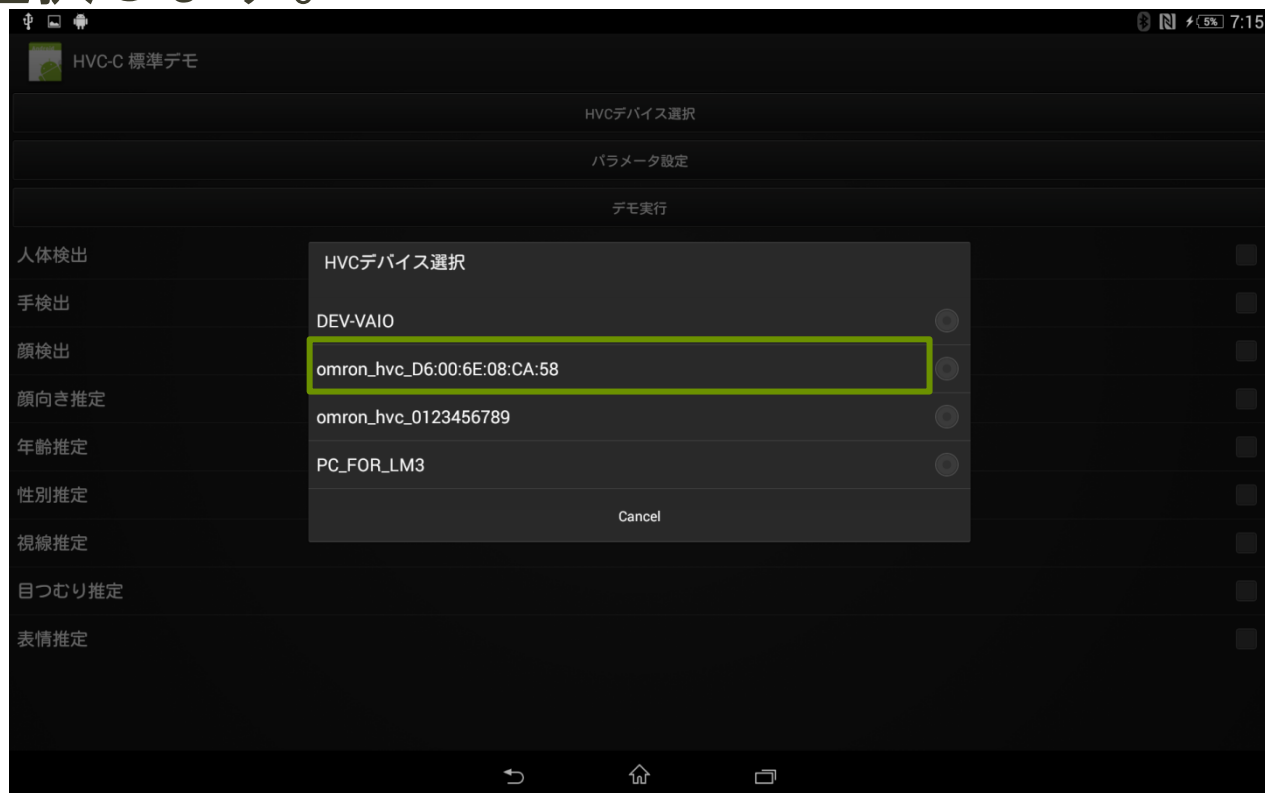 5% 7:15
HVC-C 標準デモ
HVCデバイス選択
パラメータ設定
デモ実行
人体検出
手検出
顔検出
顔向き推定
年齢推定
性別推定
視線推定
目つむり推定
表情推定
HVCデバイス選択
DEV-VAIO
omron_hvc_D6:00:6E:08:CA:58
omron_hvc_0123456789
PC_FOR_LM3
Cancel